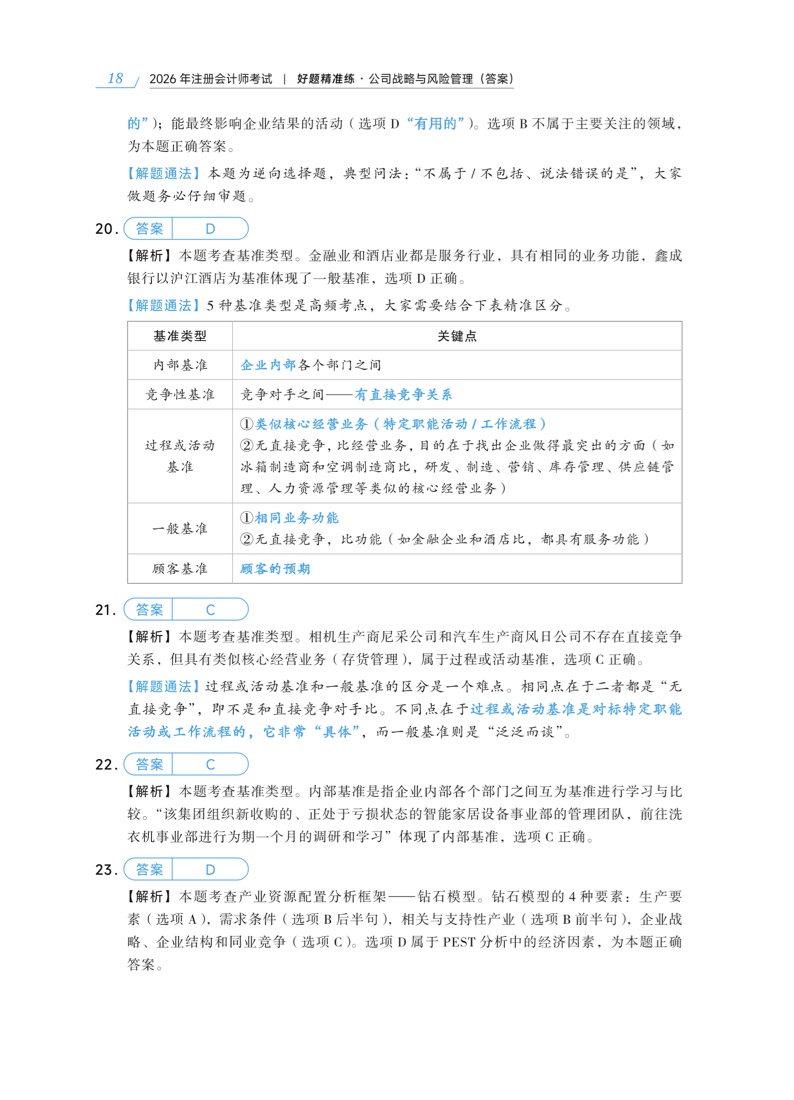 18 2026 年注册会计师考试 | 好题精准练·公司战略与风险管理（答案）
的”）；能最终影响企业结果的活动（选项 D“有用的”）。选项 B 不属于主要关注的领域，
为本题正确答案。
【解题通法】本题为逆向选择题，典型问法：“不属于 / 不包括、说法错误的是”，大家
做题务必仔细审题。
20. 答案 D
【解析】本题考查基准类型。金融业和酒店业都是服务行业，具有相同的业务功能，鑫成
银行以沪江酒店为基准体现了一般基准，选项 D 正确。
【解题通法】5 种基准类型是高频考点，大家需要结合下表精准区分。
基准类型 关键点
内部基准 企业内部各个部门之间
竞争性基准 竞争对手之间——有直接竞争关系
过程或活动
基准
①类似核心经营业务（特定职能活动 / 工作流程）
②无直接竞争，比经营业务，目的在于找出企业做得最突出的方面（如
冰箱制造商和空调制造商比，研发、制造、营销、库存管理、供应链管
理、人力资源管理等类似的核心经营业务）
一般基准
①相同业务功能
②无直接竞争，比功能（如金融企业和酒店比，都具有服务功能）
顾客基准 顾客的预期
21. 答案 C
【解析】本题考查基准类型。相机生产商尼采公司和汽车生产商风日公司不存在直接竞争
关系，但具有类似核心经营业务（存货管理），属于过程或活动基准，选项 C 正确。
【解题通法】过程或活动基准和一般基准的区分是一个难点。相同点在于二者都是“无
直接竞争”，即不是和直接竞争对手比。不同点在于过程或活动基准是对标特定职能
活动或工作流程的，它非常“具体”，而一般基准则是“泛泛而谈”。
22. 答案 C
【解析】本题考查基准类型。内部基准是指企业内部各个部门之间互为基准进行学习与比
较。“该集团组织新收购的、正处于亏损状态的智能家居设备事业部的管理团队，前往洗
衣机事业部进行为期一个月的调研和学习”体现了内部基准，选项 C 正确。
23. 答案 D
【解析】本题考查产业资源配置分析框架——钻石模型。钻石模型的 4 种要素：生产要
素（选项 A），需求条件（选项 B 后半句），相关与支持性产业（选项 B 前半句），企业战
略、企业结构和同业竞争（选项 C）。选项 D 属于 PEST 分析中的经济因素，为本题正确
答案。